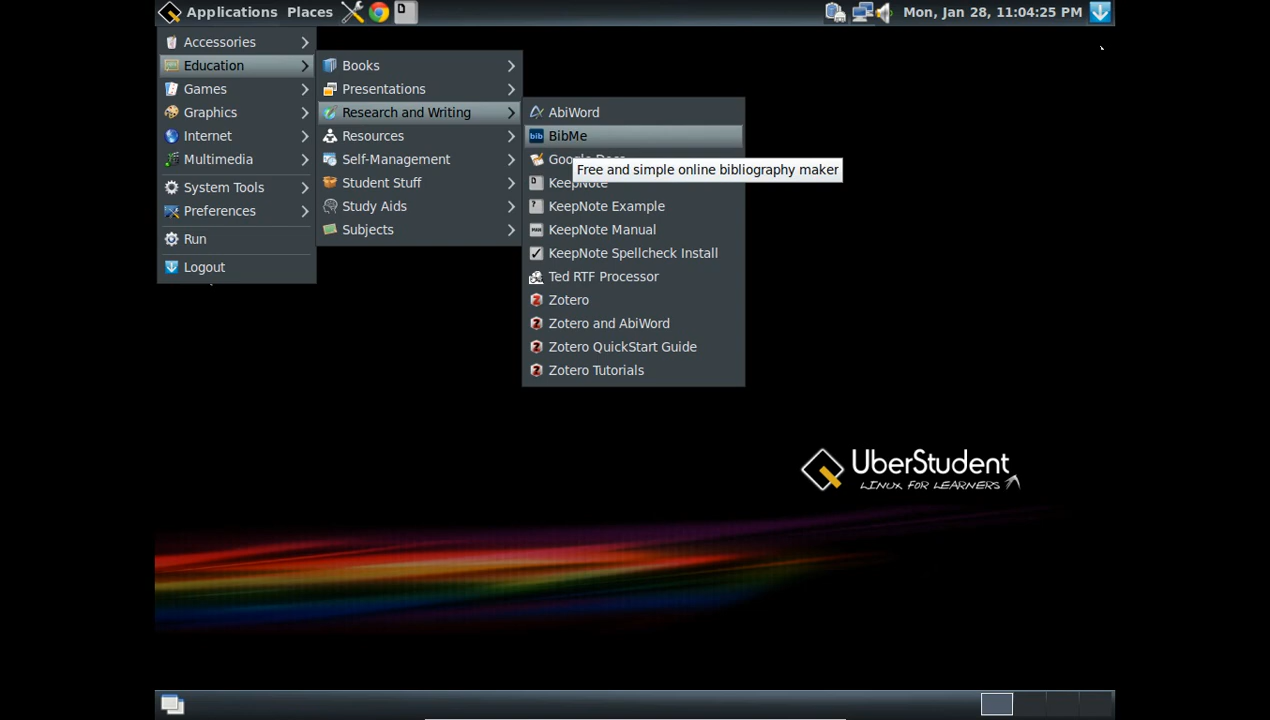 Applications Places Mon, Jan 28, 11:04:25 PM
Accessories
Education
Games
Graphics
Internet
Multimedia
System Tools
Preferences
Run
Logout
Books
Presentations
Research and Writing
Resources
Self-Management
Student Stuff
Study Aids
Subjects
AbiWord
bib BibMe
Free and simple online bibliography maker
KeepNote
KeepNote Example
KeepNote Manual
KeepNote Spellcheck Install
Ted RTF Processor
Zotero
Zotero and AbiWord
Zotero QuickStart Guide
Zotero Tutorials
UberStudent
LINUX FOR LEARNERS